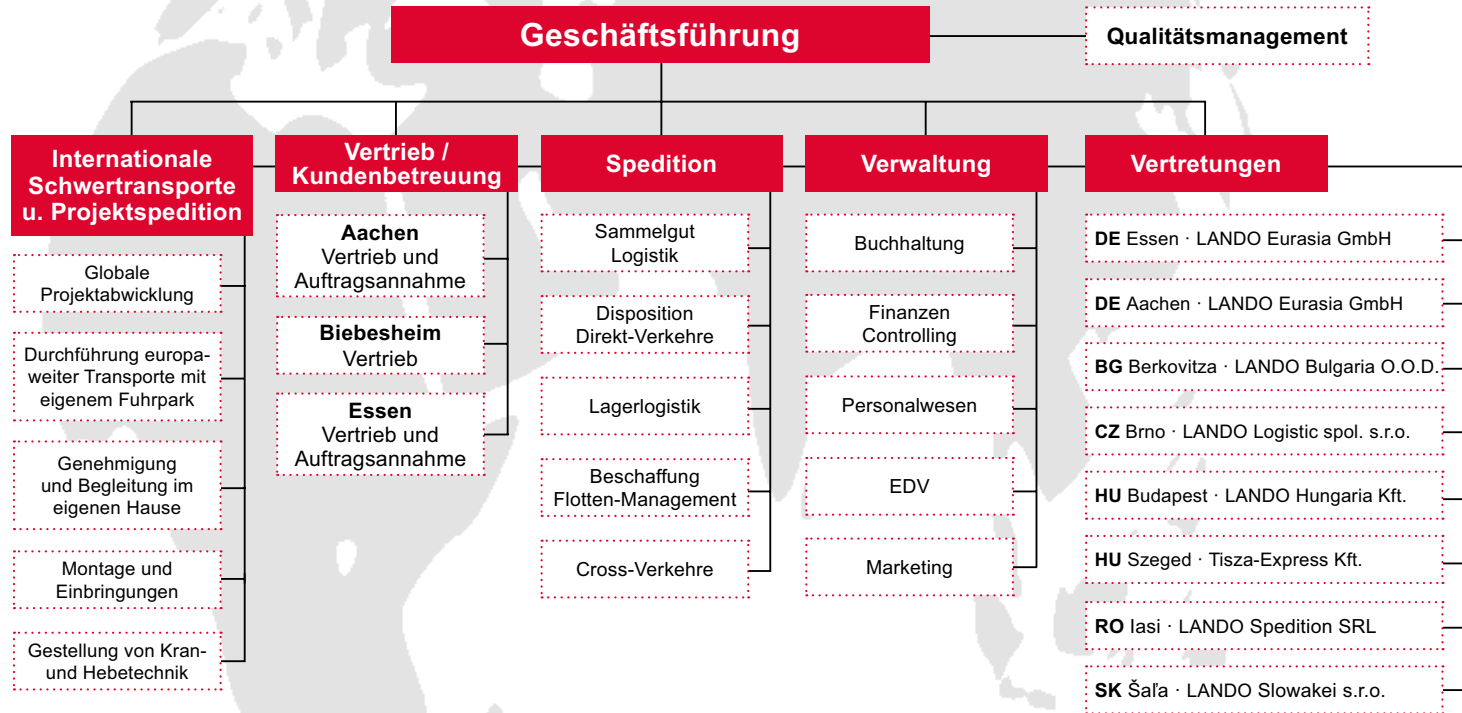 Geschäftsführung
Qualitätsmanagement
Internationale
Schwertransporte
u. Projektspedition
Globale
Projektabwicklung
Durchführung europa-
weiter Transporte mit
eigenem Fuhrpark
Genehmigung
und Begleitung im
eigenen Hause
Montage und
Einbringungen
Gestellung von Kran-
und Hebetechnik
Vertrieb /
Kundenbetreuung
Aachen
Vertrieb und
Auftragsannahme
Biebesheim
Vertrieb
Essen
Vertrieb und
Auftragsannahme
Spedition
Sammelgut
Logistik
Disposition
Direkt-Verkehre
Lagerlogistik
Beschaffung
Flotten-Management
Cross-Verkehre
Verwaltung
Buchhaltung
Finanzen
Controlling
Personalwesen
EDV
Marketing
Vertretungen
DE Essen · LANDO Eurasia GmbH
DE Aachen · LANDO Eurasia GmbH
BG Berkovitza · LANDO Bulgaria O.O.D.
CZ Brno · LANDO Logistic spol. s.r.o.
HU Budapest · LANDO Hungaria Kft.
HU Szeged · Tisza-Express Kft.
RO Iasi · LANDO Spedition SRL
SK Šaľa · LANDO Slowakei s.r.o.